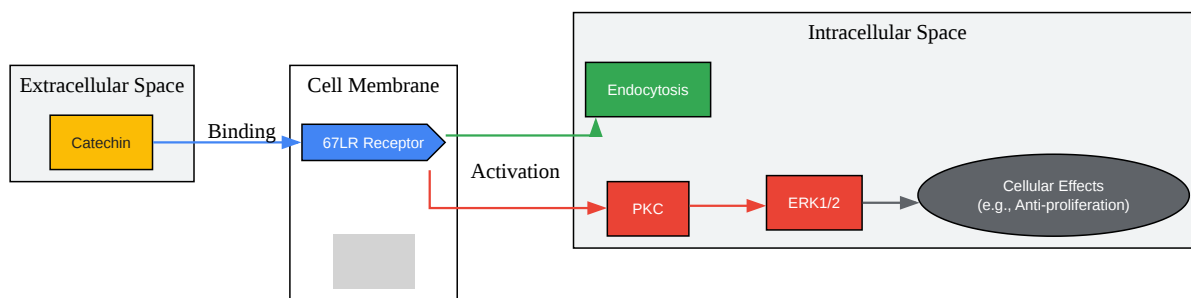 Intracellular Space
Extracellular Space
Cell Membrane
Endocytosis
Catechin
Binding
67LR Receptor
Activation
PKC
ERK1/2
Cellular Effects
(e.g., Anti-proliferation)